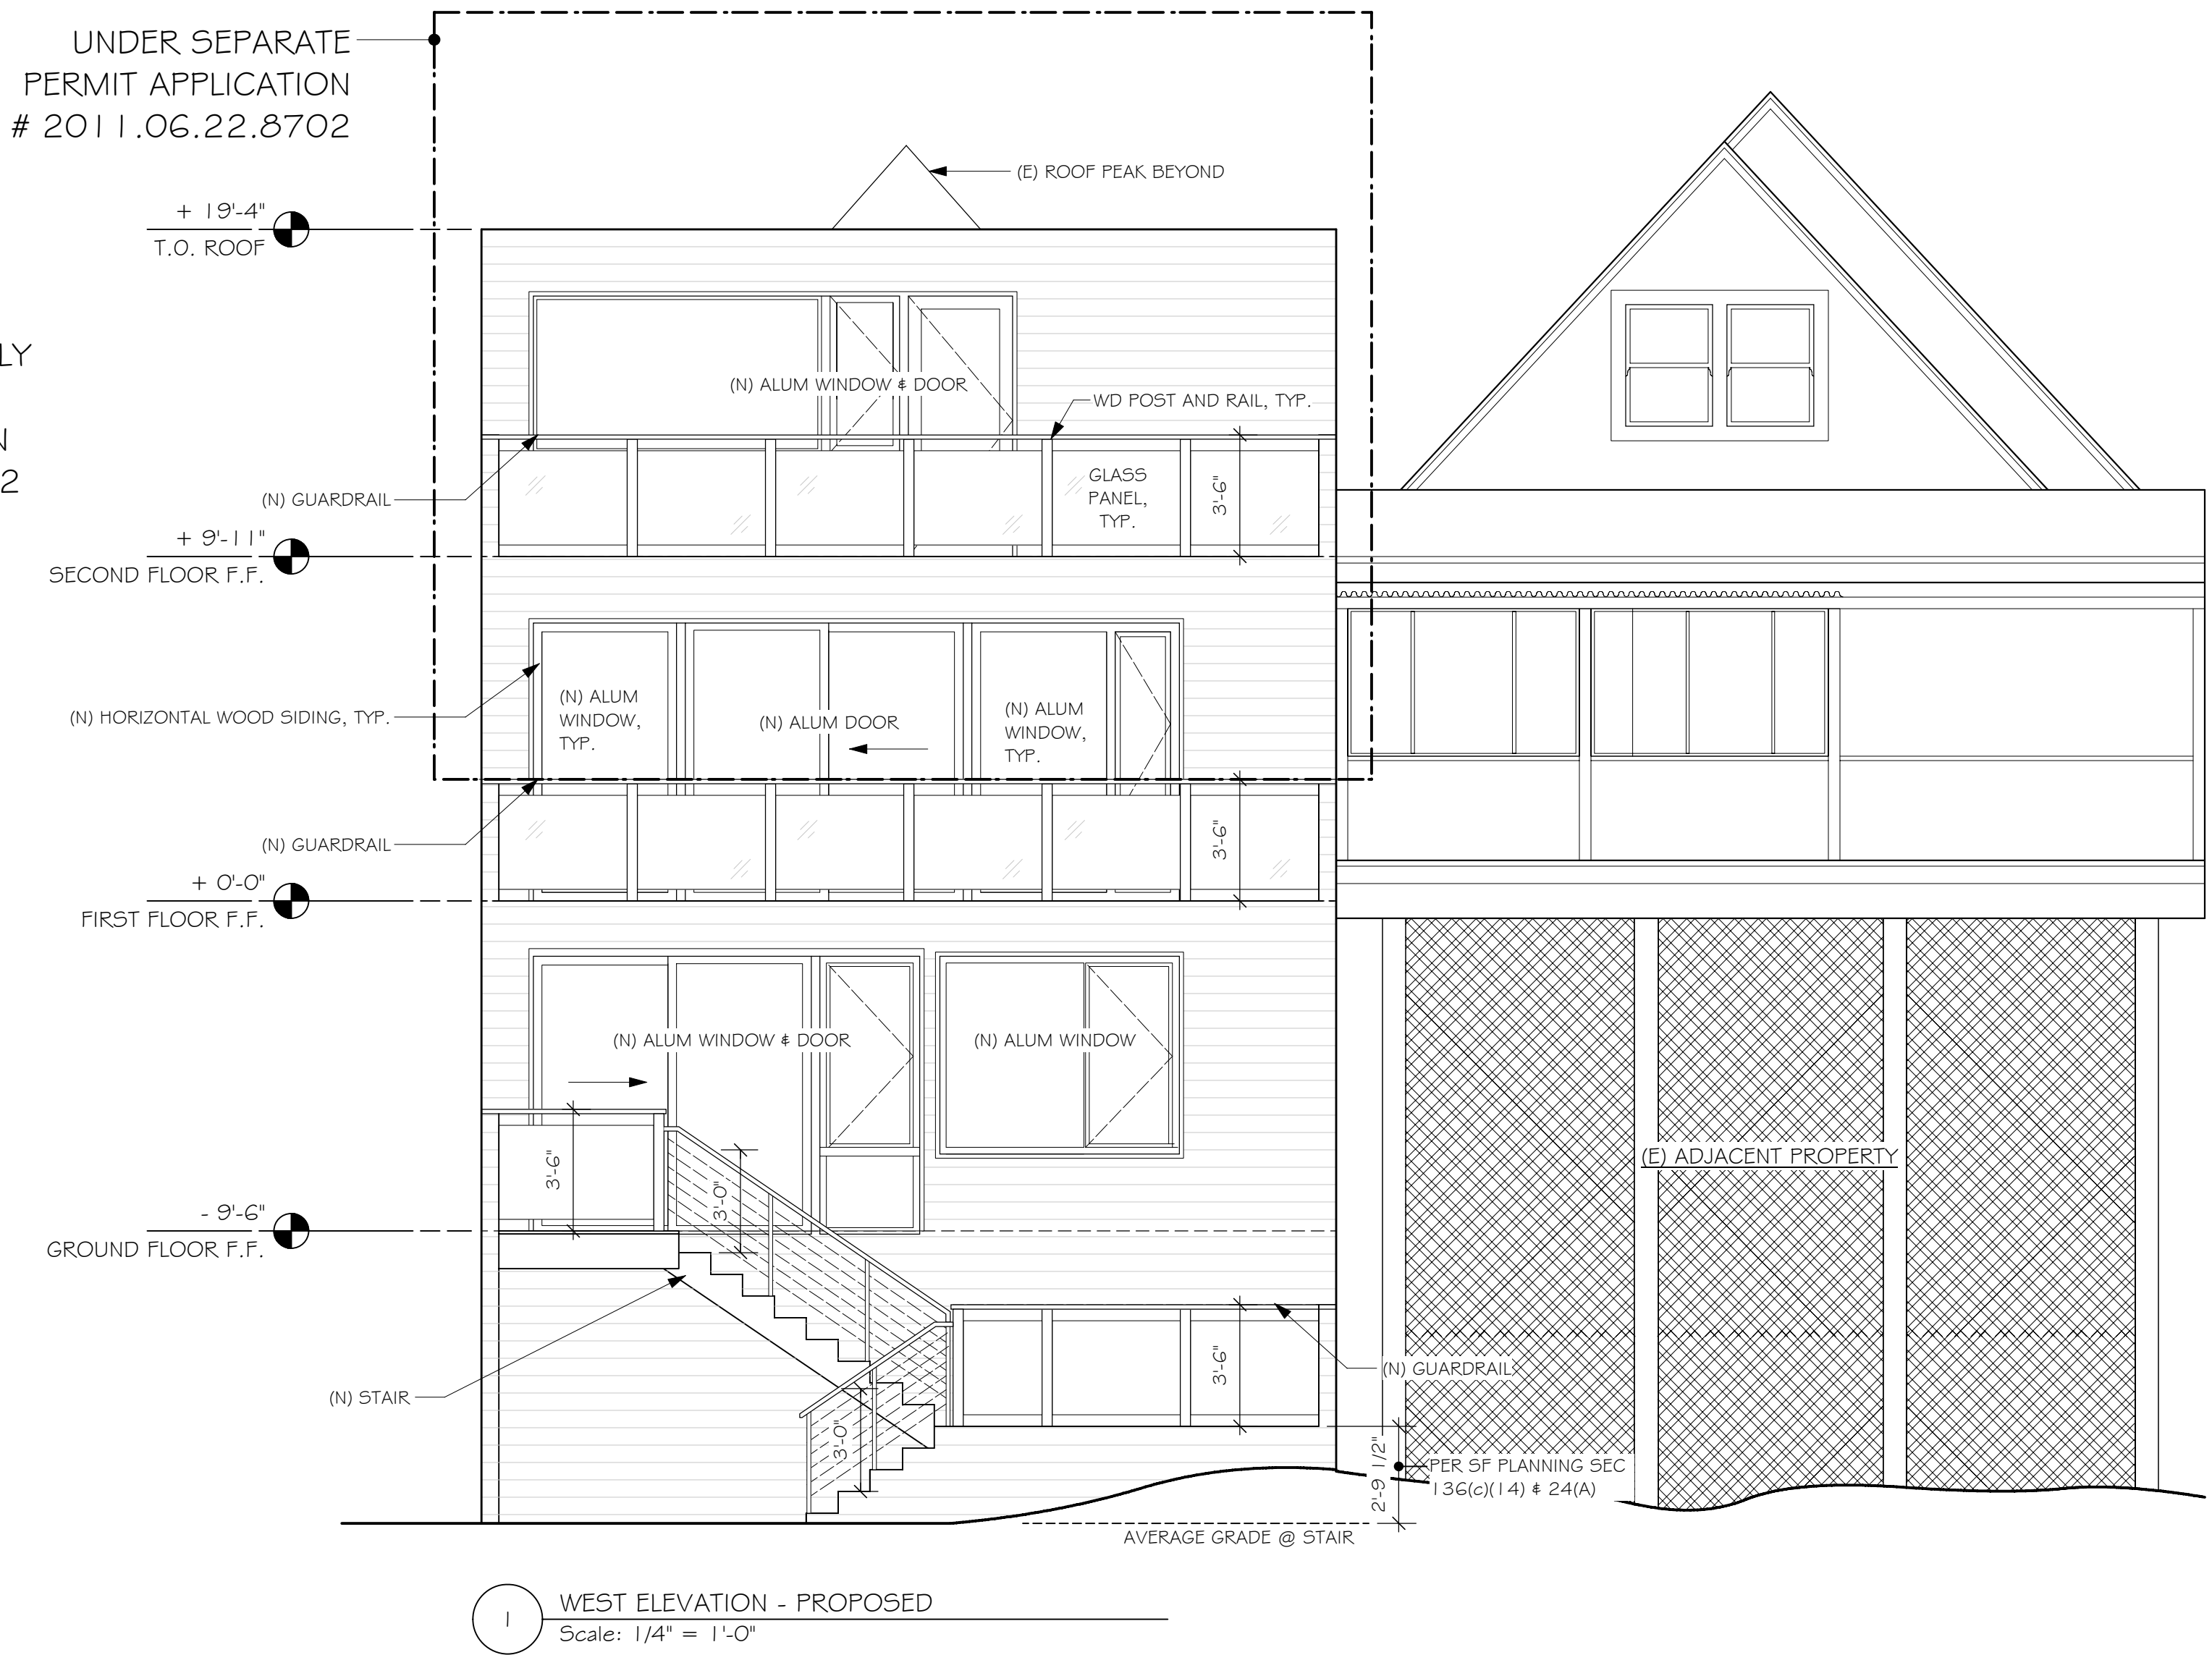 UNDER SEPARATE
PERMIT APPLICATION
# 2011.06.22.8702
(E) ROOF PEAK BEYOND
+ 19'-4"
T.O. ROOF
LY
N
2
(N) ALUM WINDOW & DOOR
WD POST AND RAIL, TYP.
GLASS
PANEL,
TYP.
3'-6"
(N) GUARDRAIL
+ 9'-11"
SECOND FLOOR F.F.
(N) HORIZONTAL WOOD SIDING, TYP.
(N) ALUM
WINDOW,
TYP.
(N) ALUM DOOR
(N) ALUM
WINDOW,
TYP.
(N) GUARDRAIL
3'-6"
+ 0'-0"
FIRST FLOOR F.F.
(N) ALUM WINDOW & DOOR
(N) ALUM WINDOW
3'-6"
3'-0"
(E) ADJACENT PROPERTY
- 9'-6"
GROUND FLOOR F.F.
(N) STAIR
3'-6"
(N) GUARDRAIL
3'-0"
2'-9 1/2"
PER SF PLANNING SEC
136(c)(14) & 24(A)
AVERAGE GRADE @ STAIR
1
WEST ELEVATION - PROPOSED
Scale: 1/4" = 1'-0"